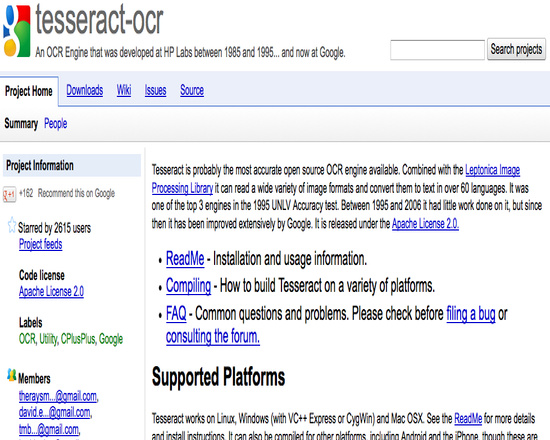 tesseract-ocr
An OCR Engine that was developed at HP Labs between 1985 and 1995... and now at Google.
Search projects
Project Home Downloads Wiki Issues Source
Summary People
Project Information
+162 Recommend this on Google
Starred by 2615 users
Project feeds
Code license
Apache License 2.0
Labels
OCR, Utility, CPlusPlus, Google
Members
theraysm...@gmail.com,
david.e...@gmail.com,
tmb...@gmail.com,
Tesseract is probably the most accurate open source OCR engine available. Combined with the Leptonica Image
Processing Library it can read a wide variety of image formats and convert them to text in over 60 languages. It was
one of the top 3 engines in the 1995 UNLV Accuracy test. Between 1995 and 2006 it had little work done on it, but since
then it has been improved extensively by Google. It is released under the Apache License 2.0.
• ReadMe - Installation and usage information.
• Compiling - How to build Tesseract on a variety of platforms.
• FAQ - Common questions and problems. Please check before filing a bug or
consulting the forum.
Supported Platforms
Tesseract works on Linux, Windows (with VC++ Express or CygWin) and Mac OSX. See the ReadMe for more details
and install instructions. It can also be compiled for other platforms, including Android and the iPhone, though these are